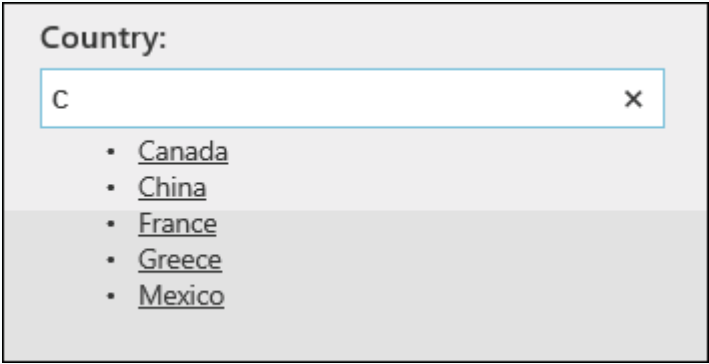 Country:
C
• Canada
• China
• France
• Greece
• Mexico